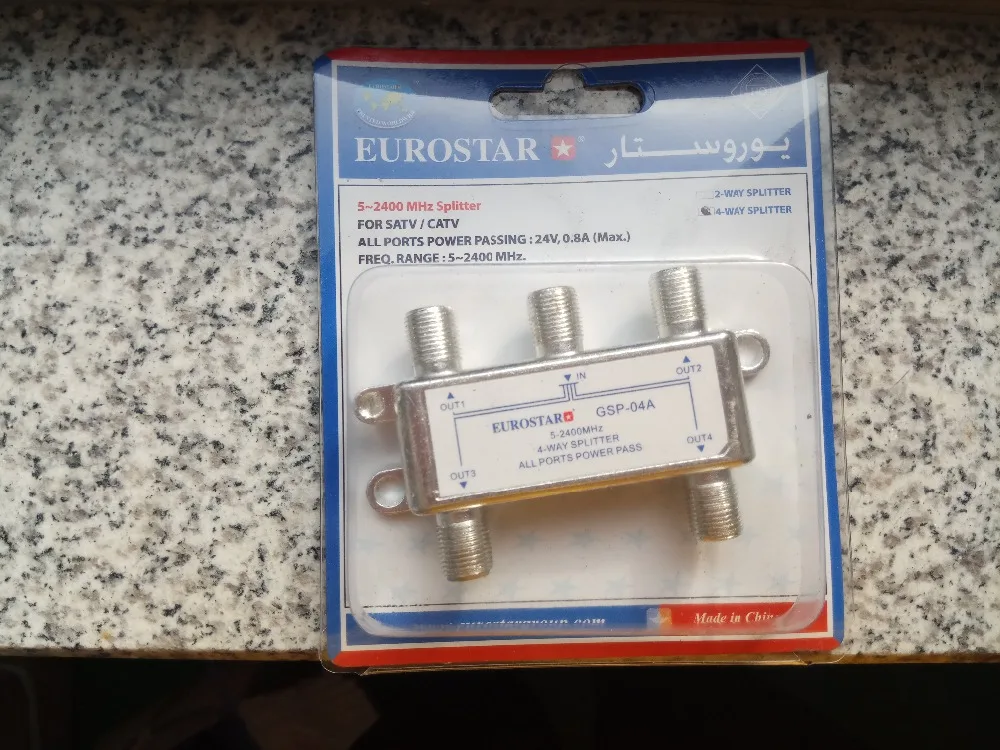 EUROSTAR ® يوروستار
5~2400 MHz Splitter
FOR SATV / CATV
ALL PORTS POWER PASSING : 24V, 0.8A (Max.)
FREQ. RANGE : 5~2400 MHz.
2-WAY SPLITTER
4-WAY SPLITTER
IN
OUT1
OUT2
EUROSTAR GSP-04A
5-2400MHz
4-WAY SPLITTER
ALL PORTS POWER PASS
OUT3
OUT4
Made in China